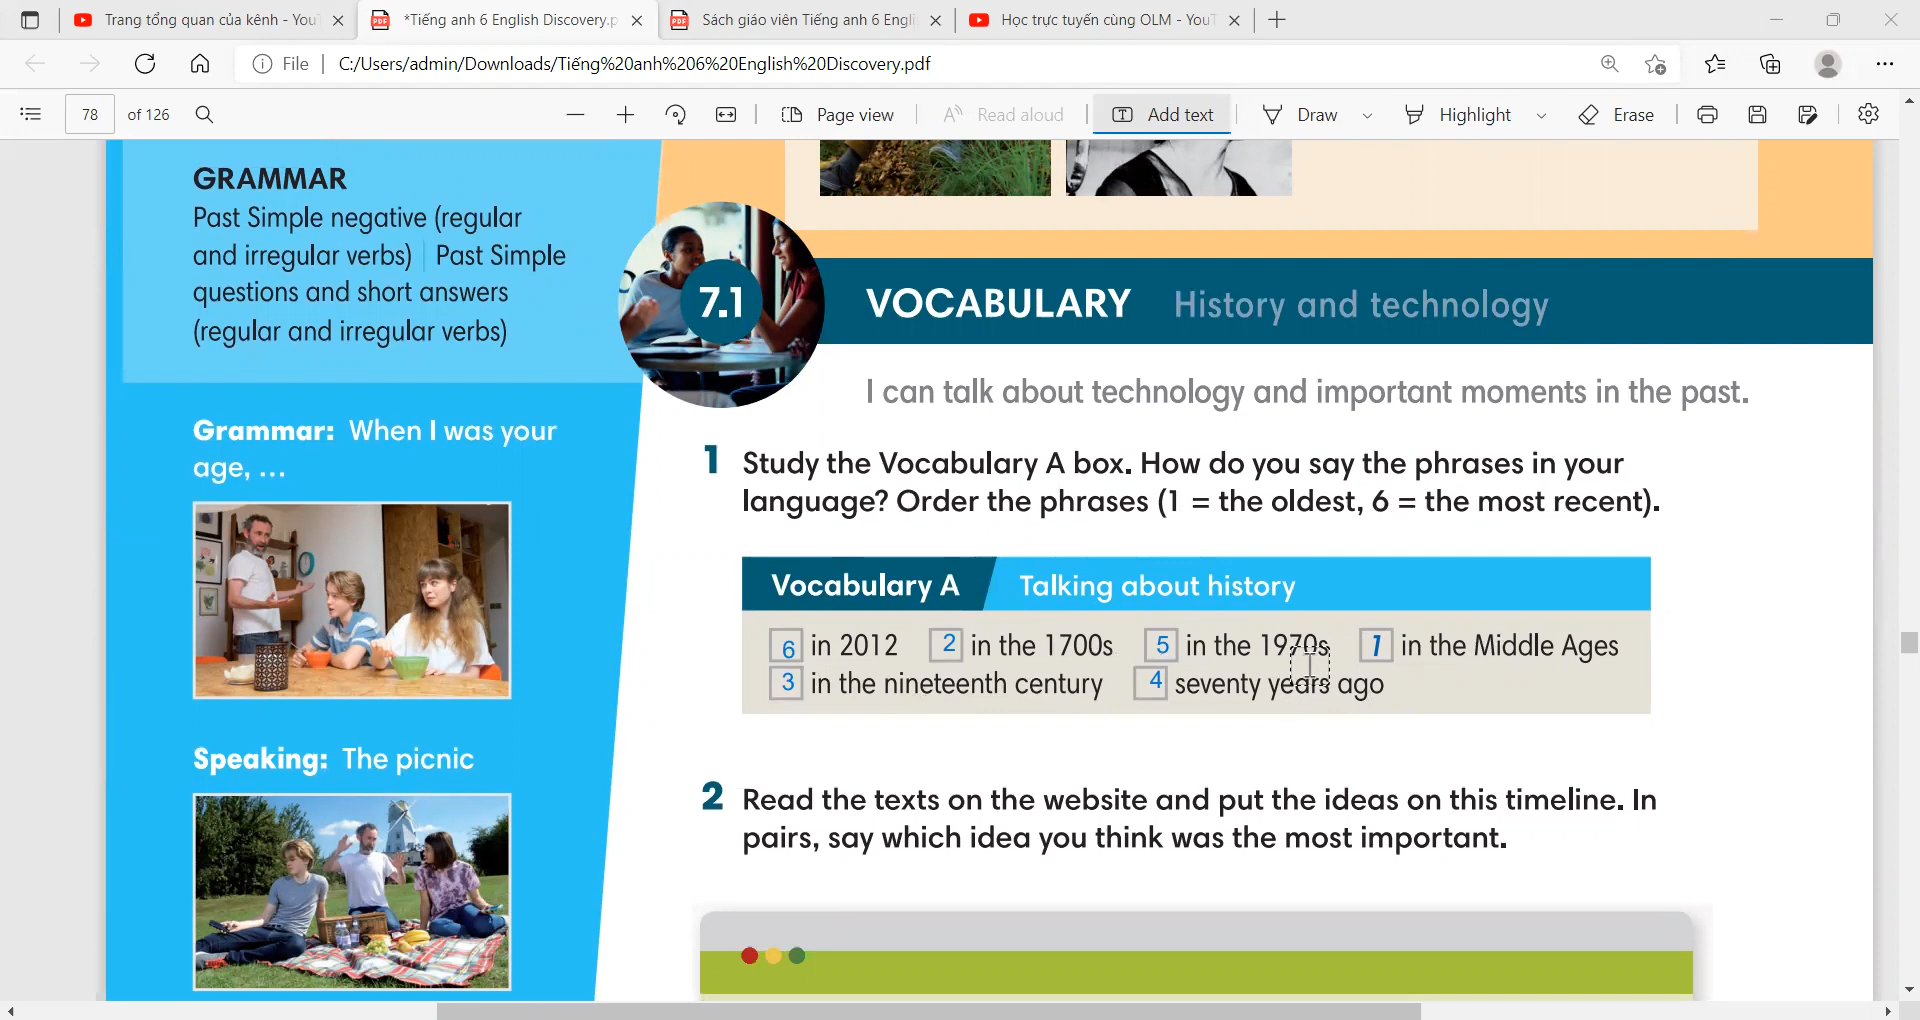 Trang tổng quan của kênh - You
*Tiếng anh 6 English Discovery.p
Sách giáo viên Tiếng anh 6 Engli
Học trực tuyến cùng OLM - YouT
File
C:/Users/admin/Downloads/Tiếng%20anh%206%20English%20Discovery.pdf
78 of 126
Page view
Read aloud
Add text
Draw
Highlight
Erase
GRAMMAR
Past Simple negative (regular
and irregular verbs) | Past Simple
questions and short answers
(regular and irregular verbs)
Grammar: When I was your
age, ...
Speaking: The picnic
7.1 VOCABULARY History and technology
I can talk about technology and important moments in the past.
1 Study the Vocabulary A box. How do you say the phrases in your
language? Order the phrases (1 = the oldest, 6 = the most recent).
Vocabulary A Talking about history
6 in 2012 2 in the 1700s 5 in the 1970s 1 in the Middle Ages
3 in the nineteenth century 4 seventy years ago
2 Read the texts on the website and put the ideas on this timeline. In
pairs, say which idea you think was the most important.